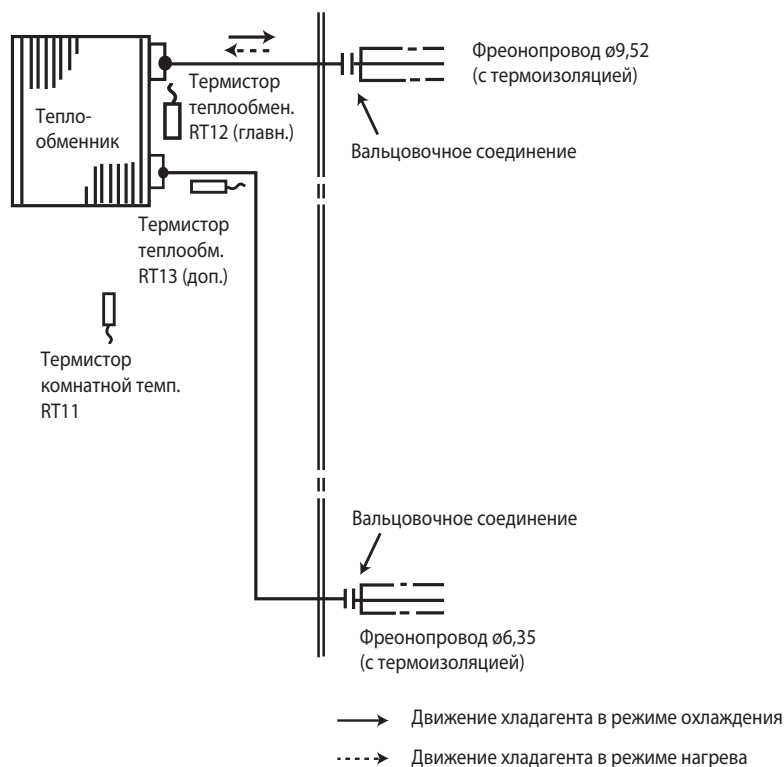 Тепло-
обменник
Термистор
теплообмен.
RT12 (главн.)
Фреонопровод ø9,52
(с термоизоляцией)
Вальцовочное соединение
Термистор
теплообм.
RT13 (доп.)
Термистор
комнатной темп.
RT11
Вальцовочное соединение
Фреонопровод ø6,35
(с термоизоляцией)
Движение хладагента в режиме охлаждения
Движение хладагента в режиме нагрева